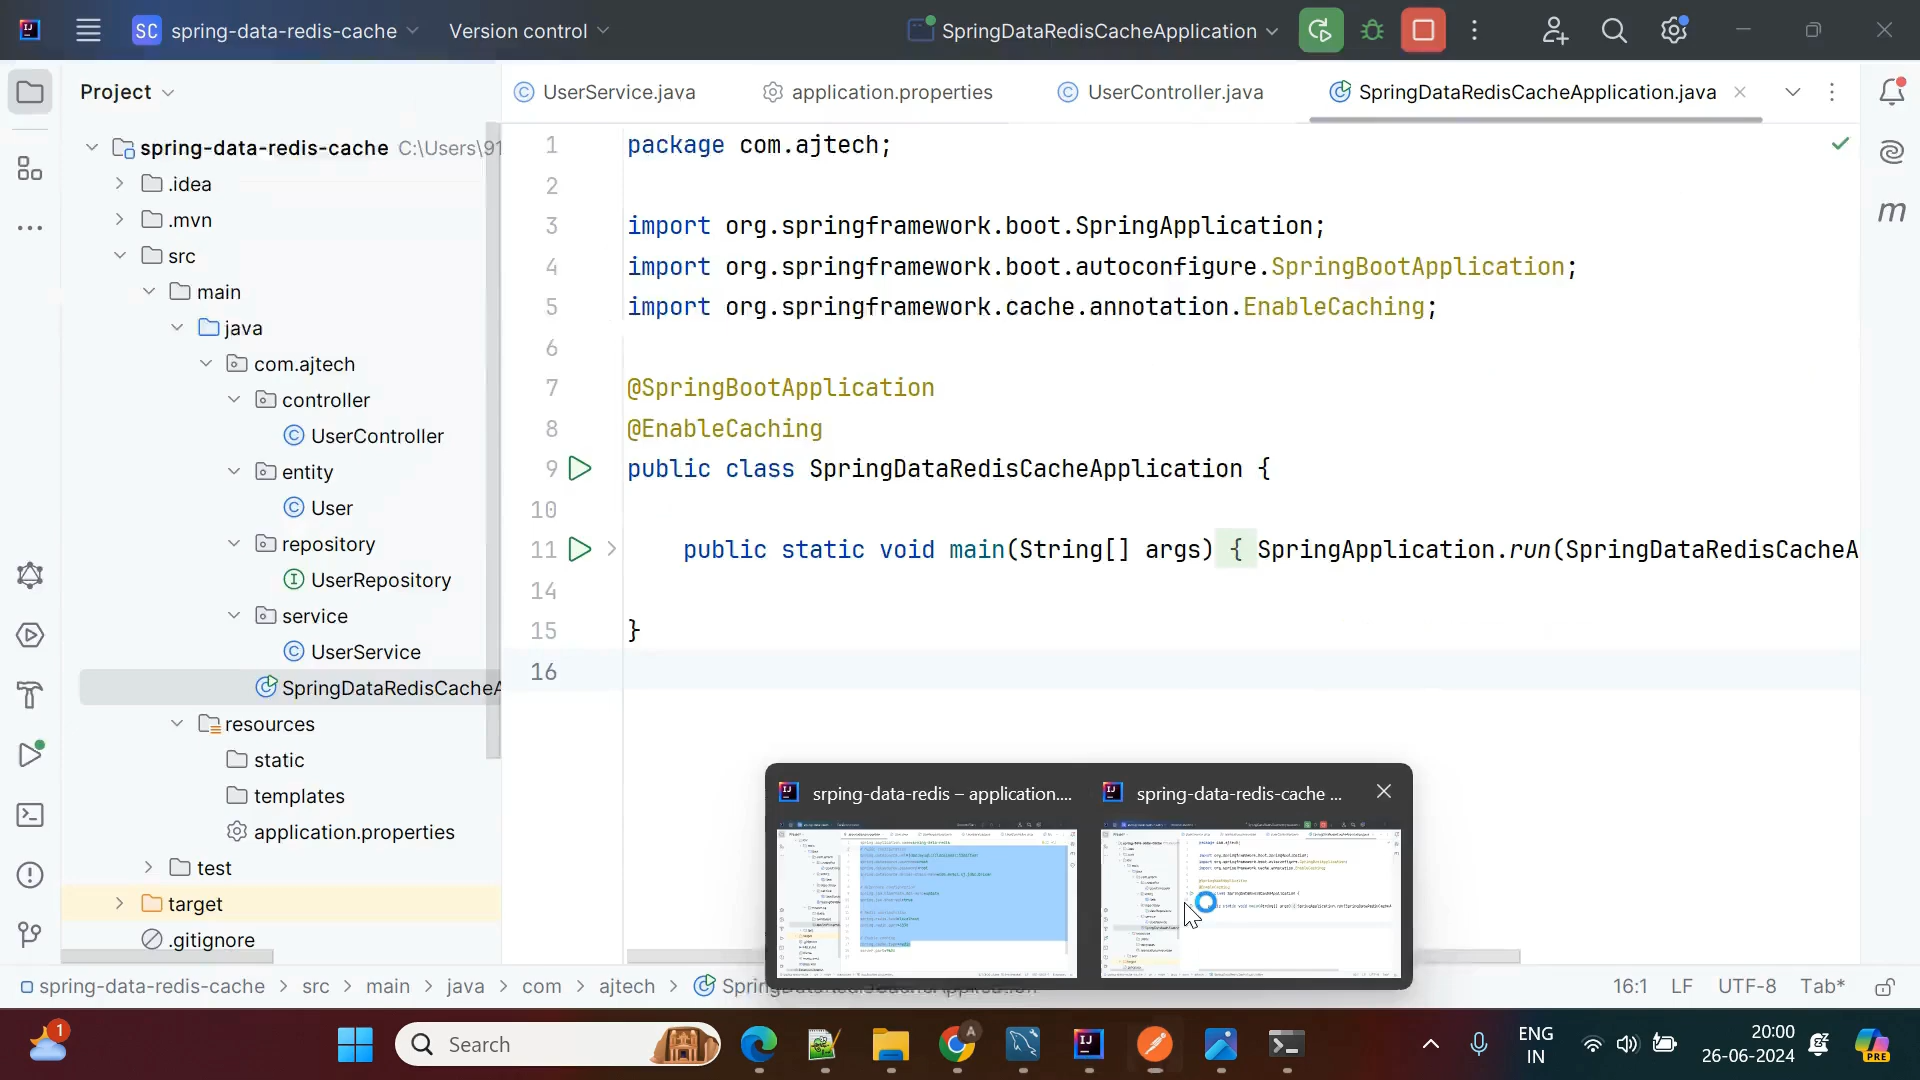 SC spring-data-redis-cache Version control SpringDataRedisCacheApplication
Project
UserService.java application.properties UserController.java SpringDataRedisCacheApplication.java
spring-data-redis-cache C:\Users\91
.idea
.mvn
src
main
java
com.ajtech
controller
UserController
entity
User
repository
UserRepository
service
UserService
SpringDataRedisCacheA
resources
static
templates
application.properties
test
target
.gitignore
1 package com.ajtech;
2
3 import org.springframework.boot.SpringApplication;
4 import org.springframework.boot.autoconfigure.SpringBootApplication;
5 import org.springframework.cache.annotation.EnableCaching;
6
7 @SpringBootApplication
8 @EnableCaching
9 public class SpringDataRedisCacheApplication {
10
11 public static void main(String[] args) { SpringApplication.run(SpringDataRedisCacheA
14
15 }
16
m
srping-data-redis – application.... spring-data-redis-cache ...
spring-data-redis-cache > src > main > java > com > ajtech > SpringDataRedisCacheApplication
16:1 LF UTF-8 Tab*
1
Search
A
ENG
IN
20:00
26-06-2024
PRE